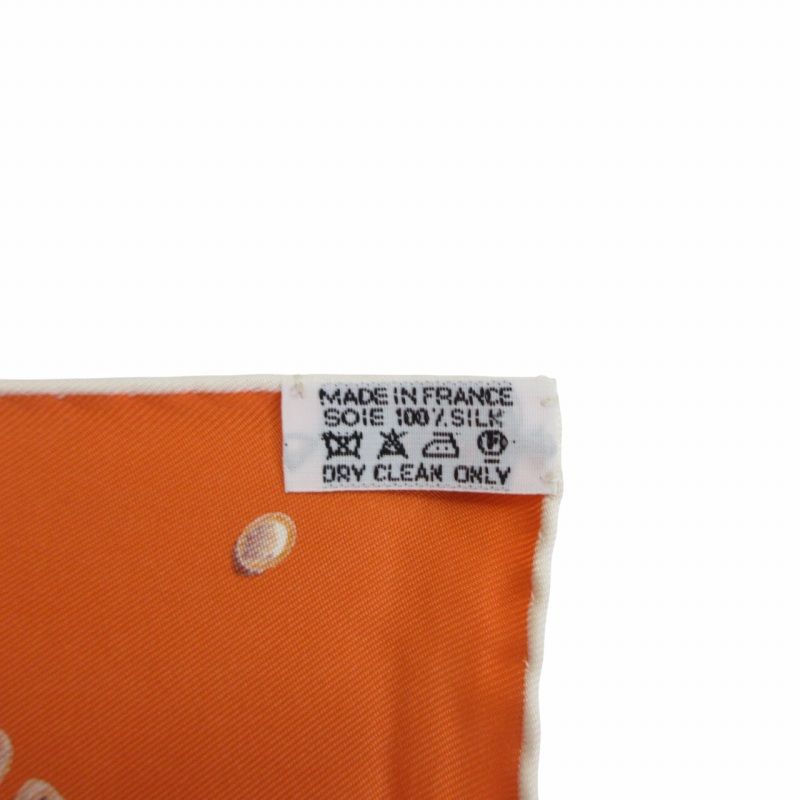 MADE IN FRANCE
SOIE 100% SILK
DRY CLEAN ONLY